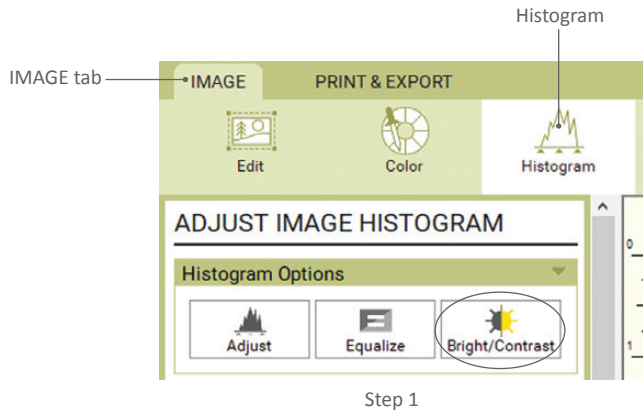 Histogram
IMAGE tab
IMAGE PRINT & EXPORT
Edit Color Histogram
ADJUST IMAGE HISTOGRAM
0
Histogram Options
Adjust Equalize Bright/Contrast
1
Step 1